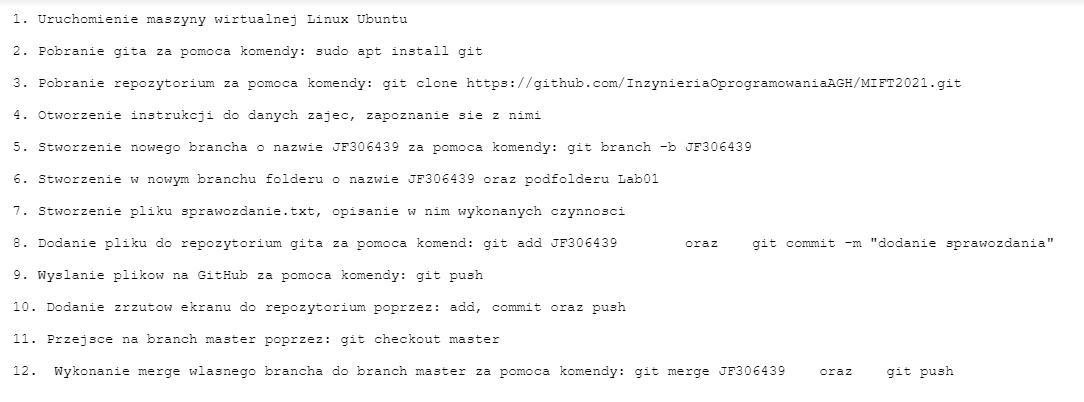 1. Uruchomienie maszyny wirtualnej Linux Ubuntu
2. Pobranie gita za pomoca komendy: sudo apt install git
3. Pobranie repozytorium za pomoca komendy: git clone https://github.com/InzynieriaOprogramowaniaAGH/MIFT2021.git
4. Otworzenie instrukcji do danych zajec, zapoznanie sie z nimi
5. Stworzenie nowego brancha o nazwie JF306439 za pomoca komendy: git branch -b JF306439
6. Stworzenie w nowym branchu folderu o nazwie JF306439 oraz podfolderu Lab01
7. Stworzenie pliku sprawozdanie.txt, opisanie w nim wykonanych czynnosci
8. Dodanie pliku do repozytorium gita za pomoca komend: git add JF306439 oraz git commit -m "dodanie sprawozdania"
9. Wyslanie plikow na GitHub za pomoca komendy: git push
10. Dodanie zrzutow ekranu do repozytorium poprzez: add, commit oraz push
11. Przejsce na branch master poprzez: git checkout master
12. Wykonanie merge wlasnego brancha do branch master za pomoca komendy: git merge JF306439 oraz git push